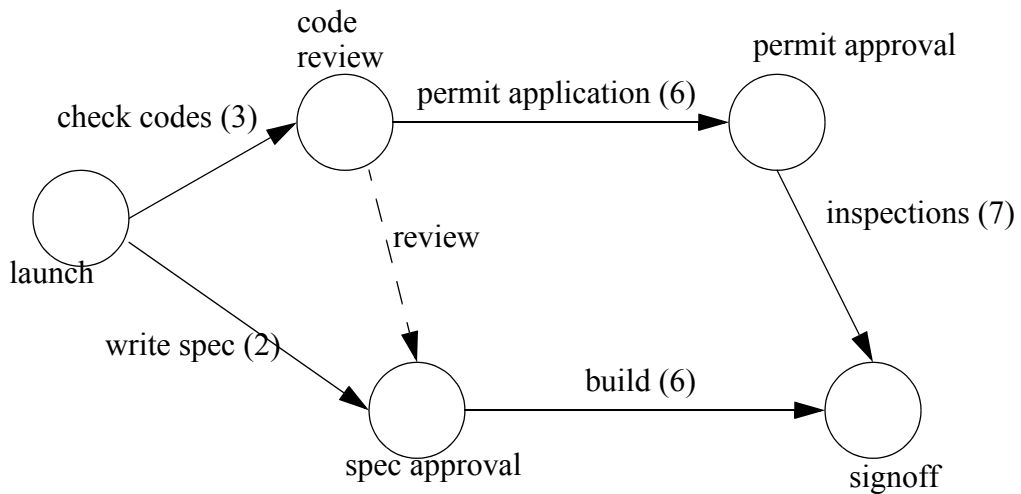 code
review
permit approval
permit application (6)
check codes (3)
inspections (7)
review
launch
write spec (2)
build (6)
spec approval
signoff